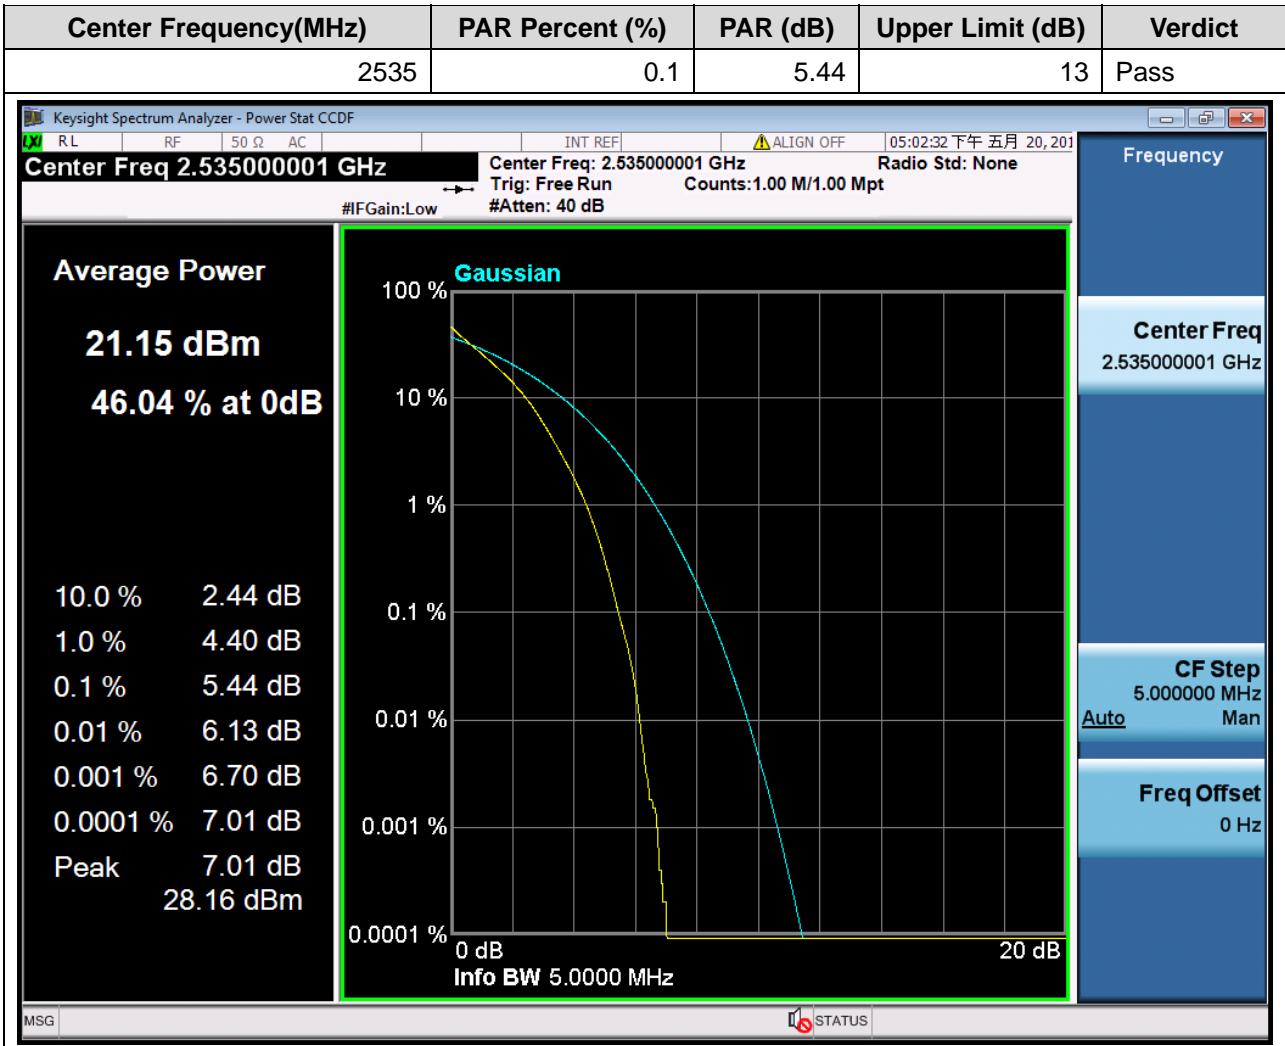 Center Frequency(MHz) PAR Percent (%) PAR (dB) Upper Limit (dB) Verdict
2535 0.1 5.44 13 Pass
Keysight Spectrum Analyzer - Power Stat CCDF
LXI RL RF 50 Ω AC INT REF ALIGN OFF 05:02:32 下午 五月 20, 201
Center Freq 2.535000001 GHz
Center Freq: 2.535000001 GHz Radio Std: None
Trig: Free Run Counts:1.00 M/1.00 Mpt
#IFGain:Low #Atten: 40 dB
Average Power
21.15 dBm
46.04 % at 0dB
10.0 % 2.44 dB
1.0 % 4.40 dB
0.1 % 5.44 dB
0.01 % 6.13 dB
0.001 % 6.70 dB
0.0001 % 7.01 dB
Peak 7.01 dB
28.16 dBm
Gaussian
100 %
10 %
1 %
0.1 %
0.01 %
0.001 %
0.0001 %
0 dB 20 dB
Info BW 5.0000 MHz
Frequency
Center Freq
2.535000001 GHz
CF Step
5.000000 MHz
Auto Man
Freq Offset
0 Hz
MSG STATUS